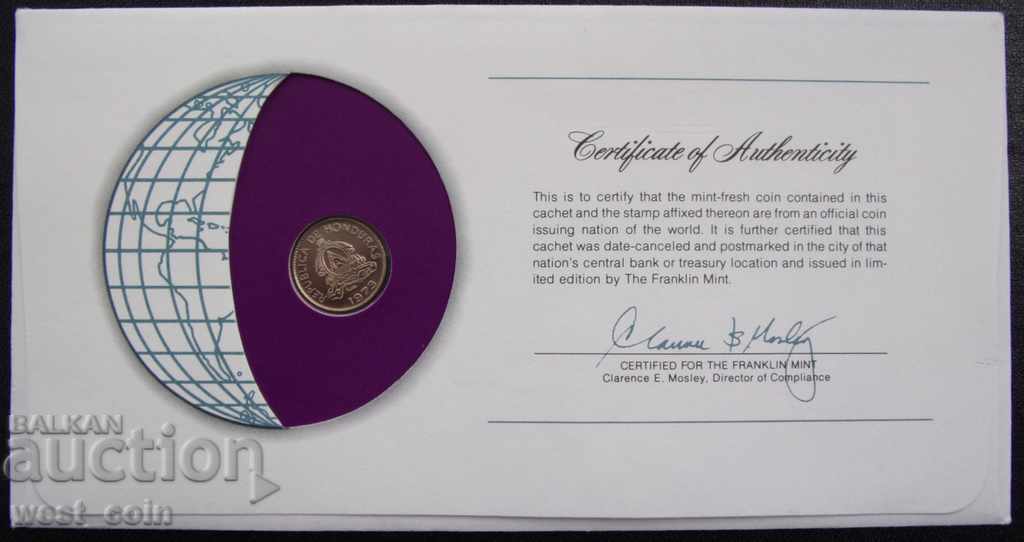 REPUBLICA DE HONDURAS
1973
Certificate of Authenticity
This is to certify that the mint-fresh coin contained in this
cachet and the stamp affixed thereon are from an official coin
issuing nation of the world. It is further certified that this
cachet was date-canceled and postmarked in the city of that
nation's central bank or treasury location and issued in lim-
ited edition by The Franklin Mint.
Clarence E Mosley
CERTIFIED FOR THE FRANKLIN MINT
Clarence E. Mosley, Director of Compliance
BALKAN
auction
west_coin